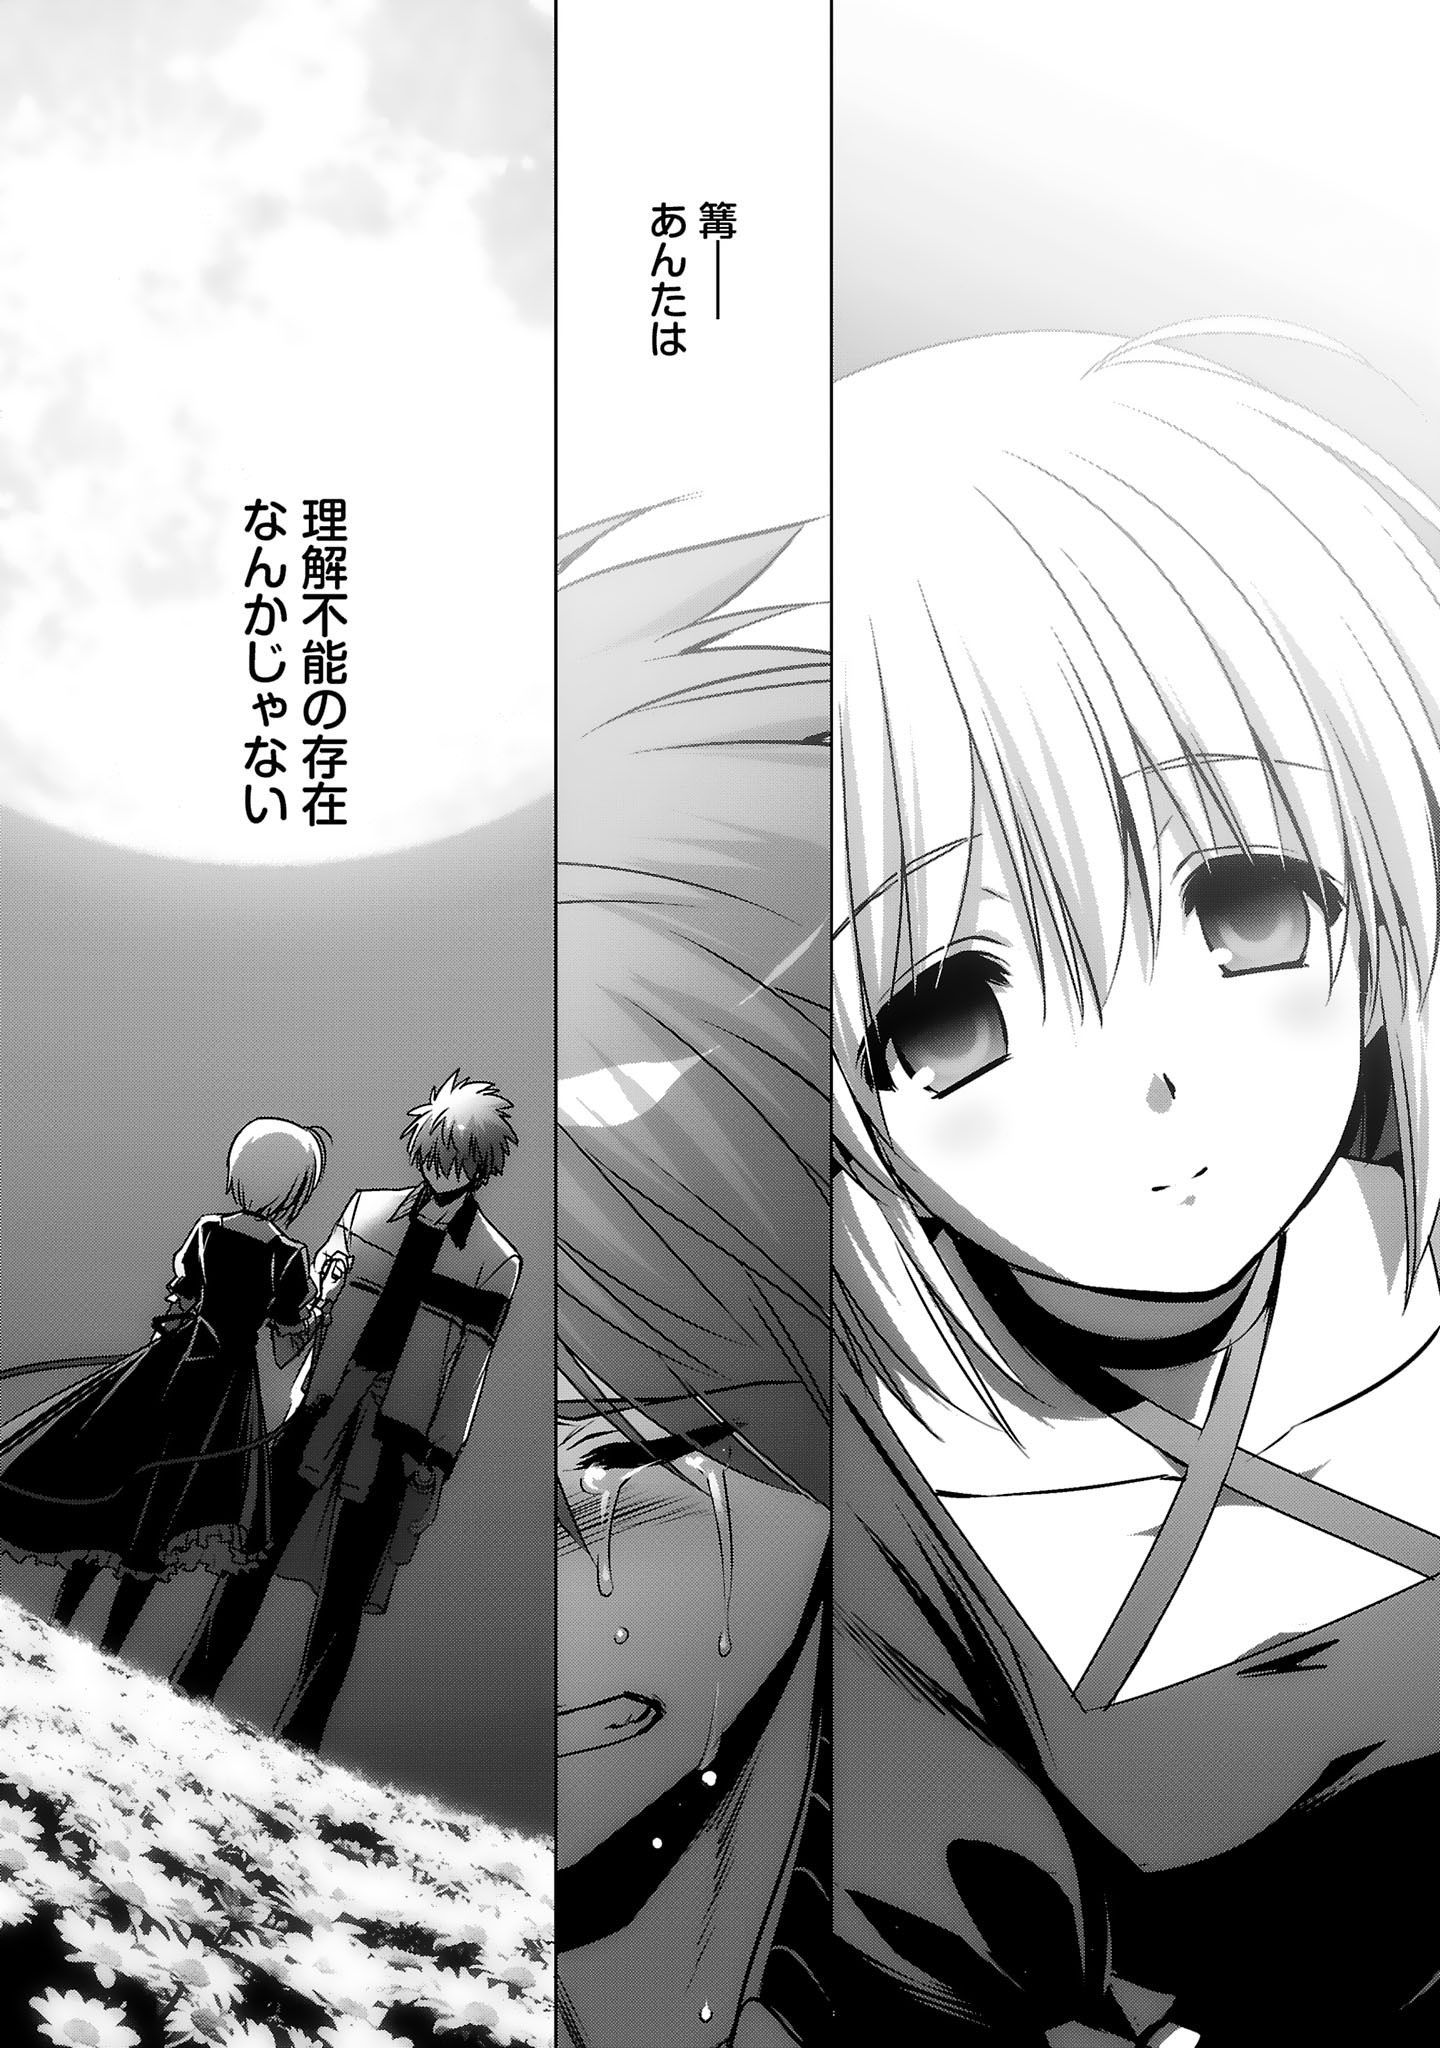 篝――
あんたは
理解不能の存在
なんかじゃない